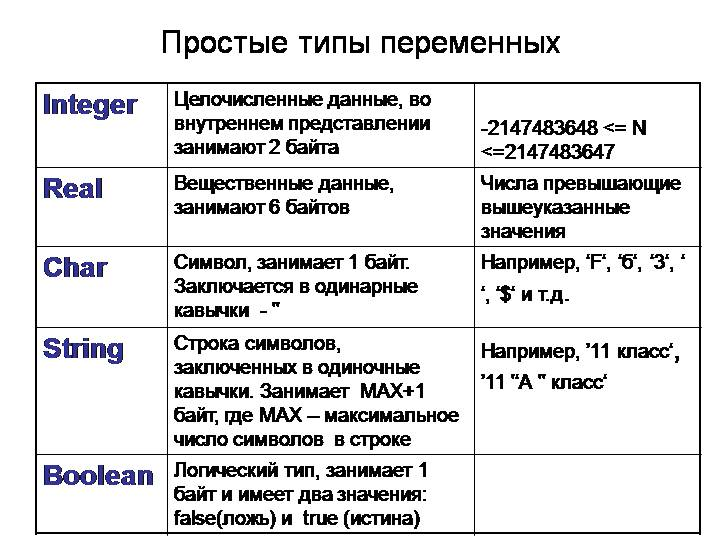 Простые типы переменных
Integer
Целочисленные данные, во
внутреннем представлении
занимают 2 байта
-2147483648 <= N
<=2147483647
Real
Вещественные данные,
занимают 6 байтов
Числа превышающие
вышеуказанные
значения
Char
Символ, занимает 1 байт.
Заключается в одинарные
кавычки - "
Например, ‘F‘, ‘б‘, ‘3‘, ‘
‘, ‘$‘ и т.д.
String
Строка символов,
заключенных в одиночные
кавычки. Занимает MAX+1
байт, где MAX – максимальное
число символов в строке
Например, ’11 класс‘,
’11 "А " класс‘
Boolean
Логический тип, занимает 1
байт и имеет два значения:
false(ложь) и true (истина)